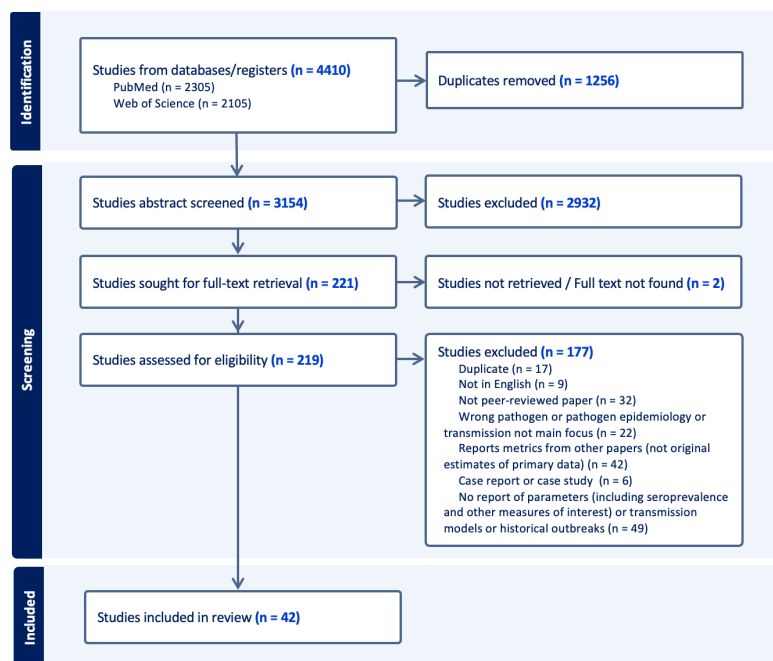 Identification
Studies from databases/registers (n = 4410)
PubMed (n = 2305)
Web of Science (n = 2105)
Duplicates removed (n = 1256)
Screening
Studies abstract screened (n = 3154)
Studies excluded (n = 2932)
Studies sought for full-text retrieval (n = 221)
Studies not retrieved / Full text not found (n = 2)
Studies assessed for eligibility (n = 219)
Studies excluded (n = 177)
Duplicate (n = 17)
Not in English (n = 9)
Not peer-reviewed paper (n = 32)
Wrong pathogen or pathogen epidemiology or
transmission not main focus (n = 22)
Reports metrics from other papers (not original
estimates of primary data) (n = 42)
Case report or case study (n = 6)
No report of parameters (including seroprevalence
and other measures of interest) or transmission
models or historical outbreaks (n = 49)
Included
Studies included in review (n = 42)